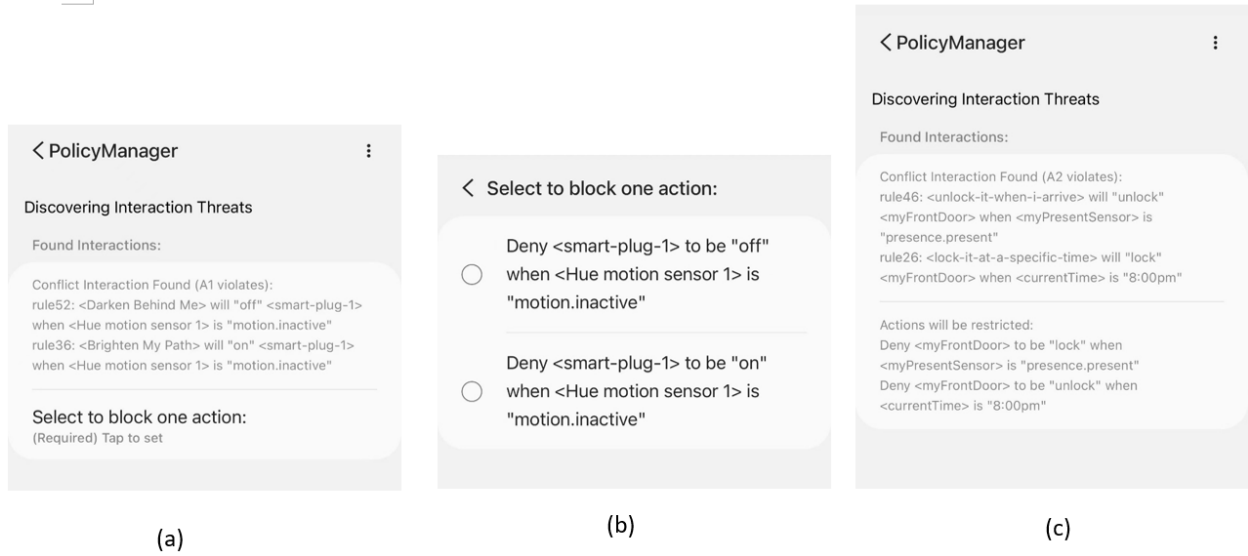 PolicyManager
Discovering Interaction Threats
Found Interactions:
Conflict Interaction Found (A1 violates):
rule52: <Darken Behind Me> will "off" <smart-plug-1>
when <Hue motion sensor 1> is "motion.inactive"
rule36: <Brighten My Path> will "on" <smart-plug-1>
when <Hue motion sensor 1> is "motion.inactive"
Select to block one action:
(Required) Tap to set
(a)
Select to block one action:
Deny <smart-plug-1> to be "off"
when <Hue motion sensor 1> is
"motion.inactive"
Deny <smart-plug-1> to be "on"
when <Hue motion sensor 1> is
"motion.inactive"
(b)
PolicyManager
Discovering Interaction Threats
Found Interactions:
Conflict Interaction Found (A2 violates):
rule46: <unlock-it-when-i-arrive> will "unlock"
<myFrontDoor> when <myPresentSensor> is
"presence.present"
rule26: <lock-it-at-a-specific-time> will "lock"
<myFrontDoor> when <currentTime> is "8:00pm"
Actions will be restricted:
Deny <myFrontDoor> to be "lock" when
<myPresentSensor> is "presence.present"
Deny <myFrontDoor> to be "unlock" when
<currentTime> is "8:00pm"
(c)